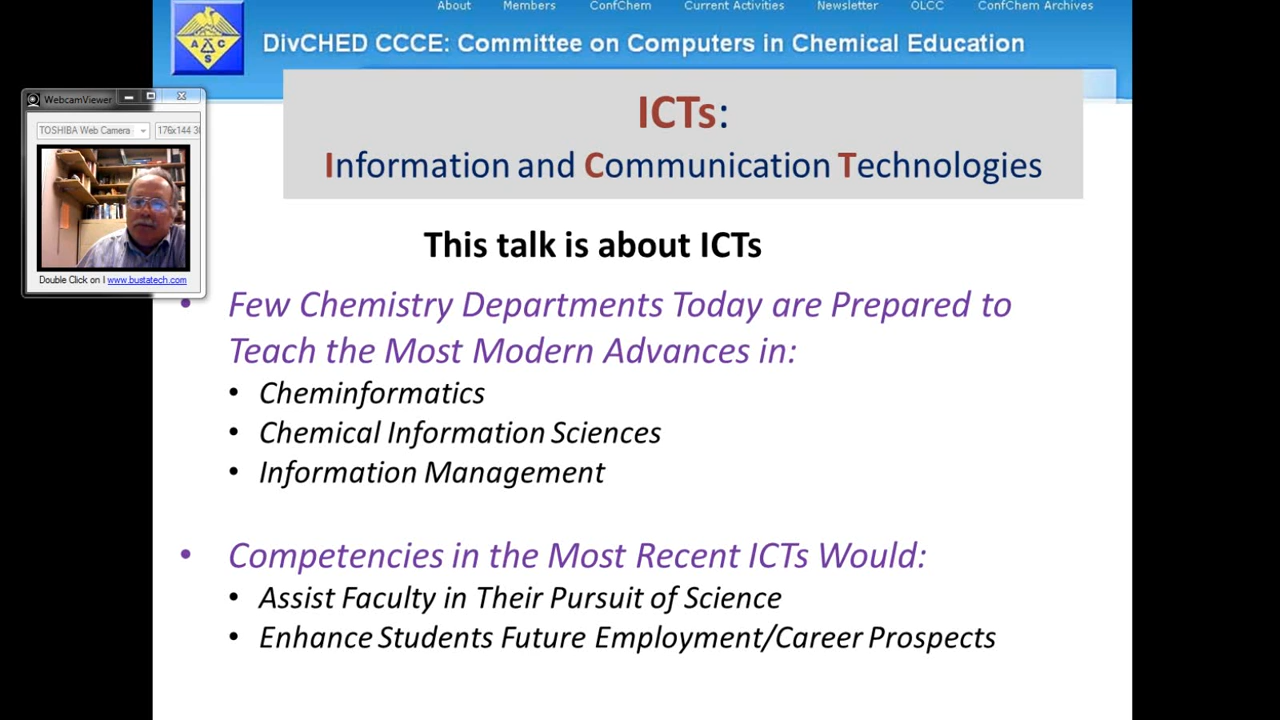 About Members ConfChem Current Activities Newsletter OLCC ConfChem Archives
A C S
DivCHED CCCE: Committee on Computers in Chemical Education
WebcamViewer
TOSHIBA Web Camera 176x144 3
Double Click on I www.bustatech.com
ICTs:
Information and Communication Technologies
This talk is about ICTs
• Few Chemistry Departments Today are Prepared to
Teach the Most Modern Advances in:
• Cheminformatics
• Chemical Information Sciences
• Information Management
• Competencies in the Most Recent ICTs Would:
• Assist Faculty in Their Pursuit of Science
• Enhance Students Future Employment/Career Prospects